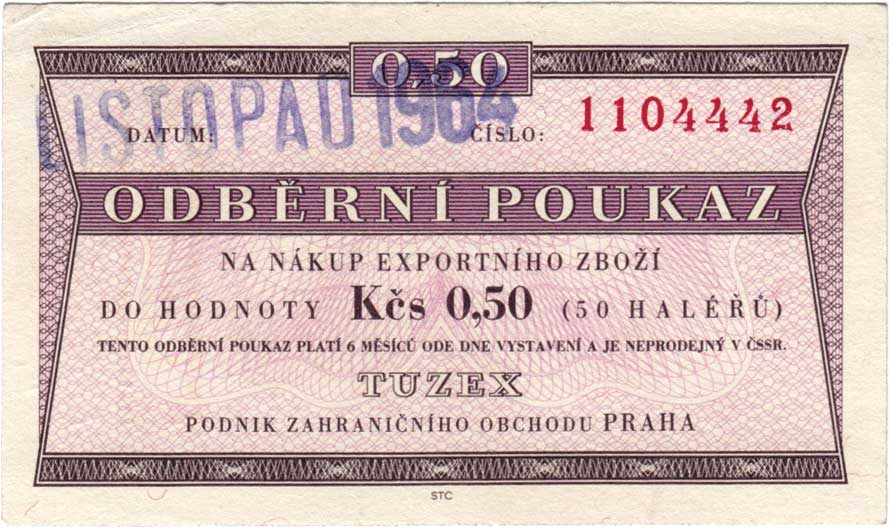 0,50
LISTOPAD 1964
DATUM:
ČÍSLO: 1104442
ODBĚRNÍ POUKAZ
NA NÁKUP EXPORTNÍHO ZBOŽÍ
DO HODNOTY Kčs 0,50 (50 HALÉŘŮ)
TENTO ODBĚRNÍ POUKAZ PLATÍ 6 MĚSÍCŮ ODE DNE VYSTAVENÍ A JE NEPRODEJNÝ V ČSSR.
TUZEX
PODNIK ZAHRANIČNÍHO OBCHODU PRAHA
STC